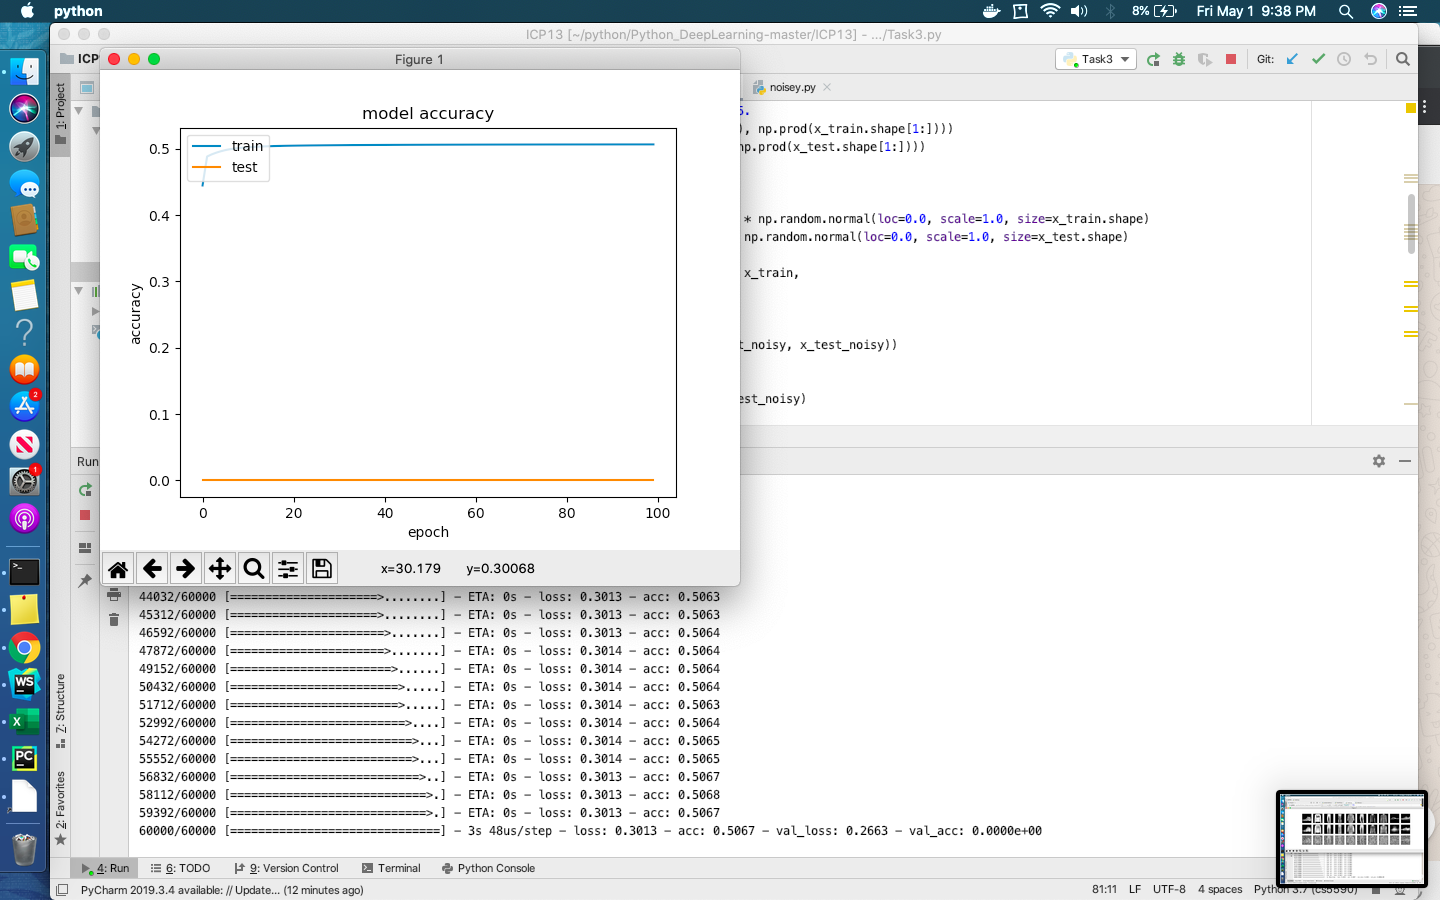 python
8%
Fri May 1 9:38 PM
ICP13 [~/python/Python_DeepLearning-master/ICP13] - .../Task3.py
ICP
Task3
Git:
Figure 1
noisey.py
1: Project
model accuracy
train
test
0.5
0.4
0.3
0.2
0.1
0.0
accuracy
0 20 40 60 80 100
epoch
x=30.179 y=0.30068
), np.prod(x_train.shape[1:])))
np.prod(x_test.shape[1:])))
* np.random.normal(loc=0.0, scale=1.0, size=x_train.shape)
np.random.normal(loc=0.0, scale=1.0, size=x_test.shape)
x_train,
t_noisy, x_test_noisy))
est_noisy)
Run
2
1
44032/60000 [=====================>........] - ETA: 0s - loss: 0.3013 - acc: 0.5063
45312/60000 [=====================>........] - ETA: 0s - loss: 0.3013 - acc: 0.5063
46592/60000 [======================>.......] - ETA: 0s - loss: 0.3013 - acc: 0.5064
47872/60000 [======================>.......] - ETA: 0s - loss: 0.3014 - acc: 0.5064
49152/60000 [=======================>......] - ETA: 0s - loss: 0.3014 - acc: 0.5064
50432/60000 [========================>.....] - ETA: 0s - loss: 0.3014 - acc: 0.5064
51712/60000 [========================>.....] - ETA: 0s - loss: 0.3014 - acc: 0.5063
52992/60000 [=========================>....] - ETA: 0s - loss: 0.3014 - acc: 0.5064
54272/60000 [==========================>...] - ETA: 0s - loss: 0.3014 - acc: 0.5065
55552/60000 [==========================>...] - ETA: 0s - loss: 0.3014 - acc: 0.5065
56832/60000 [===========================>..] - ETA: 0s - loss: 0.3013 - acc: 0.5067
58112/60000 [============================>.] - ETA: 0s - loss: 0.3013 - acc: 0.5068
59392/60000 [============================>.] - ETA: 0s - loss: 0.3013 - acc: 0.5067
60000/60000 [==============================] - 3s 48us/step - loss: 0.3013 - acc: 0.5067 - val_loss: 0.2663 - val_acc: 0.0000e+00
Z: Structure
2: Favorites
WS
PC
4: Run
6: TODO
9: Version Control
Terminal
Python Console
PyCharm 2019.3.4 available: // Update... (12 minutes ago)
81:11 LF UTF-8 4 spaces Python 3.7 (cs5590)